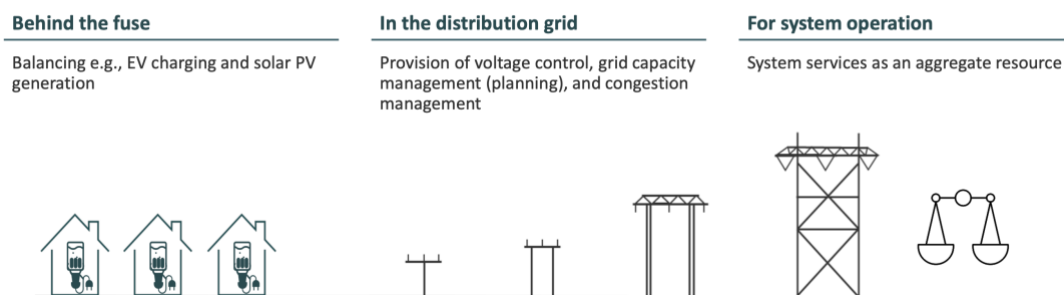 Behind the fuse
Balancing e.g., EV charging and solar PV
generation
In the distribution grid
Provision of voltage control, grid capacity
management (planning), and congestion
management
For system operation
System services as an aggregate resource